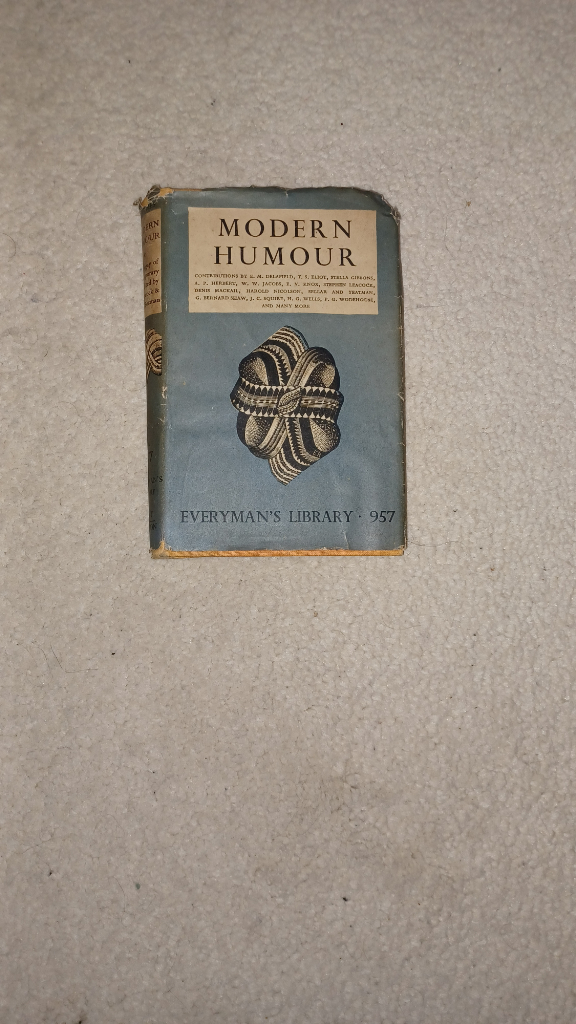 MODERN
HUMOUR
CONTRIBUTIONS BY E. M. DELAFIELD, T. S. ELIOT, STELLA GIBBONS,
A. P. HERBERT, W. W. JACOBS, E. V. KNOX, STEPHEN LEACOCK,
DENIS MACKAIL, HAROLD NICOLSON, SELLAR AND YEATMAN,
G. BERNARD SHAW, J. C. SQUIRE, H. G. WELLS, P. G. WODEHOUSE,
AND MANY MORE
EVERYMAN'S LIBRARY · 957